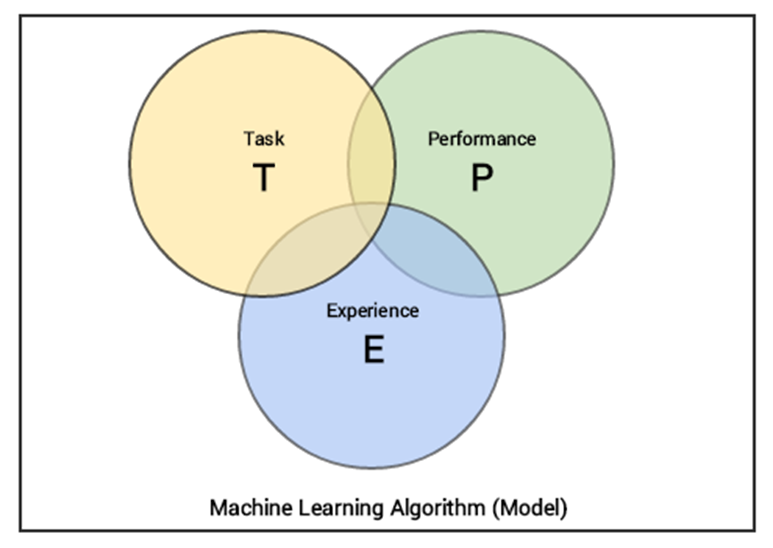 Task
T
Performance
P
Experience
E
Machine Learning Algorithm (Model)